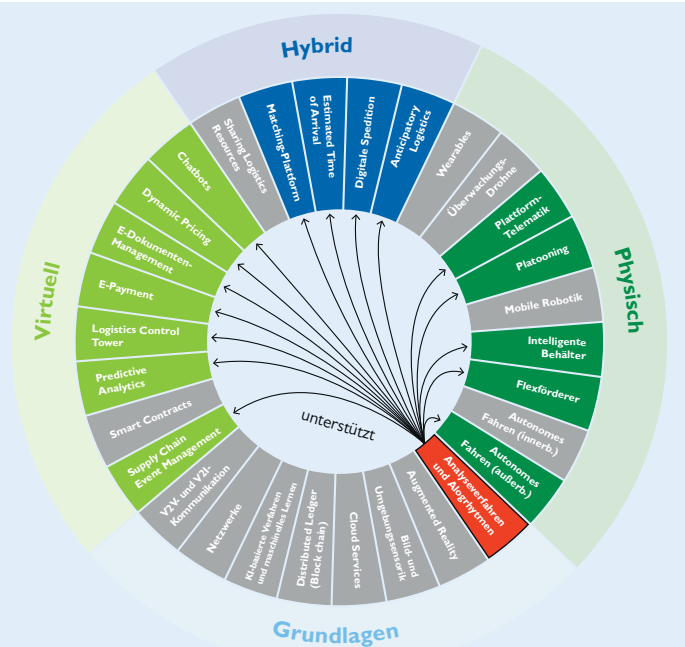 Hybrid
Sharing Logistics
Resources
Matching-Plattform
Estimated Time
of Arrival
Digitale Spedition
Anticipatory
Logistics
Physisch
Wearables
Überwachungs-
Drohne
Plattform-
Telematik
Platooning
Mobile Robotik
Intelligente
Behälter
Flexförderer
Autonomes
Fahren (innerb.)
Autonomes
Fahren (außerb.)
Analyseverfahren
und Alogrhytmen
Augmented Reality
Bild- und
Umgebungssensorik
Cloud Services
Distributed Ledger
(Block chain)
KI-basierte Verfahren
und maschinelles Lernen
Netzwerke
V2V- und V2I-
Kommunikation
Grundlagen
Supply Chain
Event Management
Smart Contracts
Predictive
Analytics
Logistics Control
Tower
E-Payment
E-Dokumenten-
Management
Dynamic Pricing
Chatbots
Virtuell
unterstützt